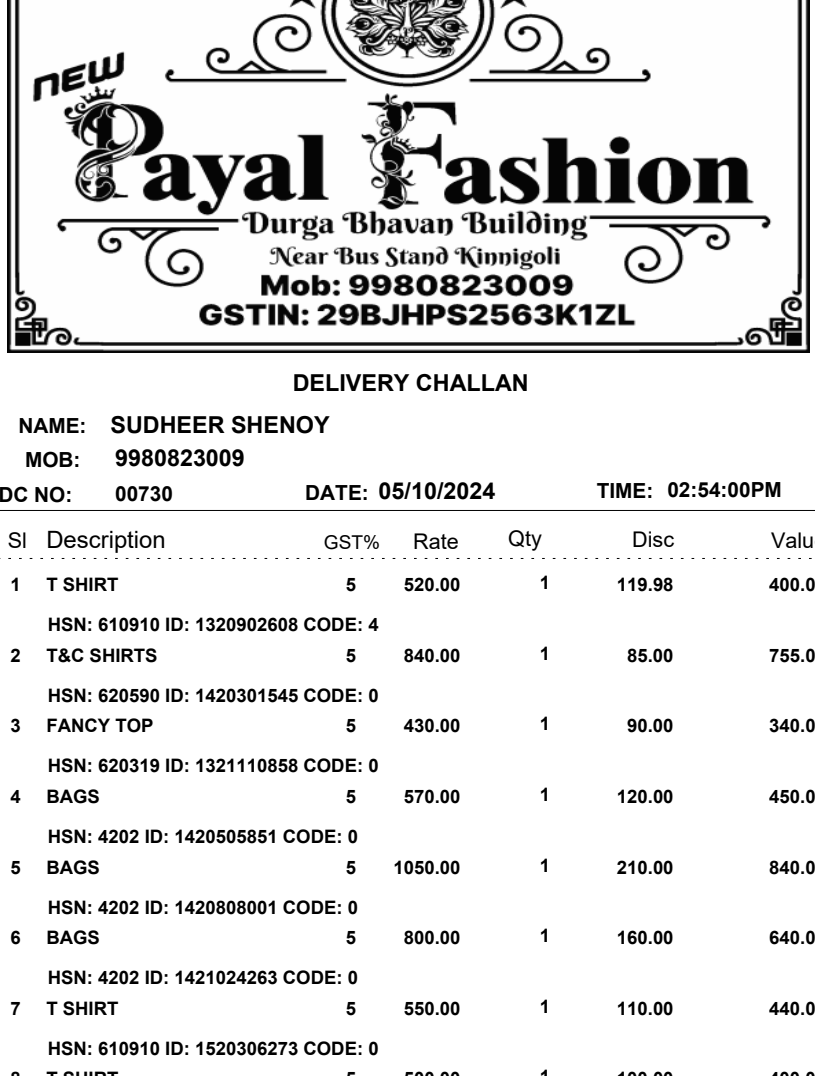 NEW
Payal Fashion
Durga Bhavan Building
Near Bus Stand Kinnigoli
Mob: 9980823009
GSTIN: 29BJHPS2563K1ZL
DELIVERY CHALLAN
NAME: SUDHEER SHENOY
MOB: 9980823009
DC NO: 00730 DATE: 05/10/2024 TIME: 02:54:00PM
Sl Description GST% Rate Qty Disc Valu
1 T SHIRT 5 520.00 1 119.98 400.0
HSN: 610910 ID: 1320902608 CODE: 4
2 T&C SHIRTS 5 840.00 1 85.00 755.0
HSN: 620590 ID: 1420301545 CODE: 0
3 FANCY TOP 5 430.00 1 90.00 340.0
HSN: 620319 ID: 1321110858 CODE: 0
4 BAGS 5 570.00 1 120.00 450.0
HSN: 4202 ID: 1420505851 CODE: 0
5 BAGS 5 1050.00 1 210.00 840.0
HSN: 4202 ID: 1420808001 CODE: 0
6 BAGS 5 800.00 1 160.00 640.0
HSN: 4202 ID: 1421024263 CODE: 0
7 T SHIRT 5 550.00 1 110.00 440.0
HSN: 610910 ID: 1520306273 CODE: 0
T SHIRT